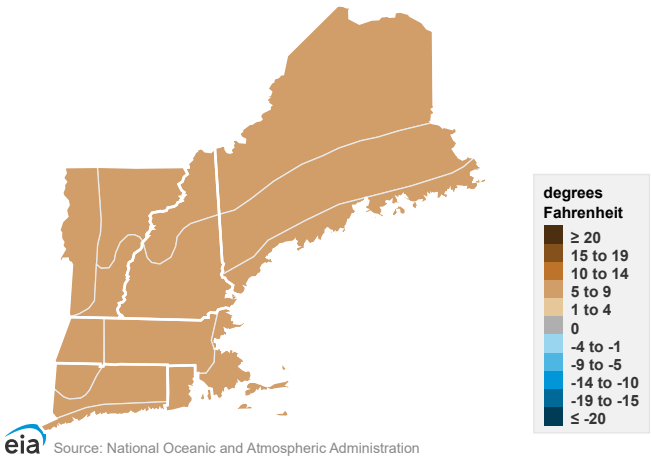 degrees
Fahrenheit
≥ 20
15 to 19
10 to 14
5 to 9
1 to 4
0
-4 to -1
-9 to -5
-14 to -10
-19 to -15
≤ -20
eia
Source: National Oceanic and Atmospheric Administration